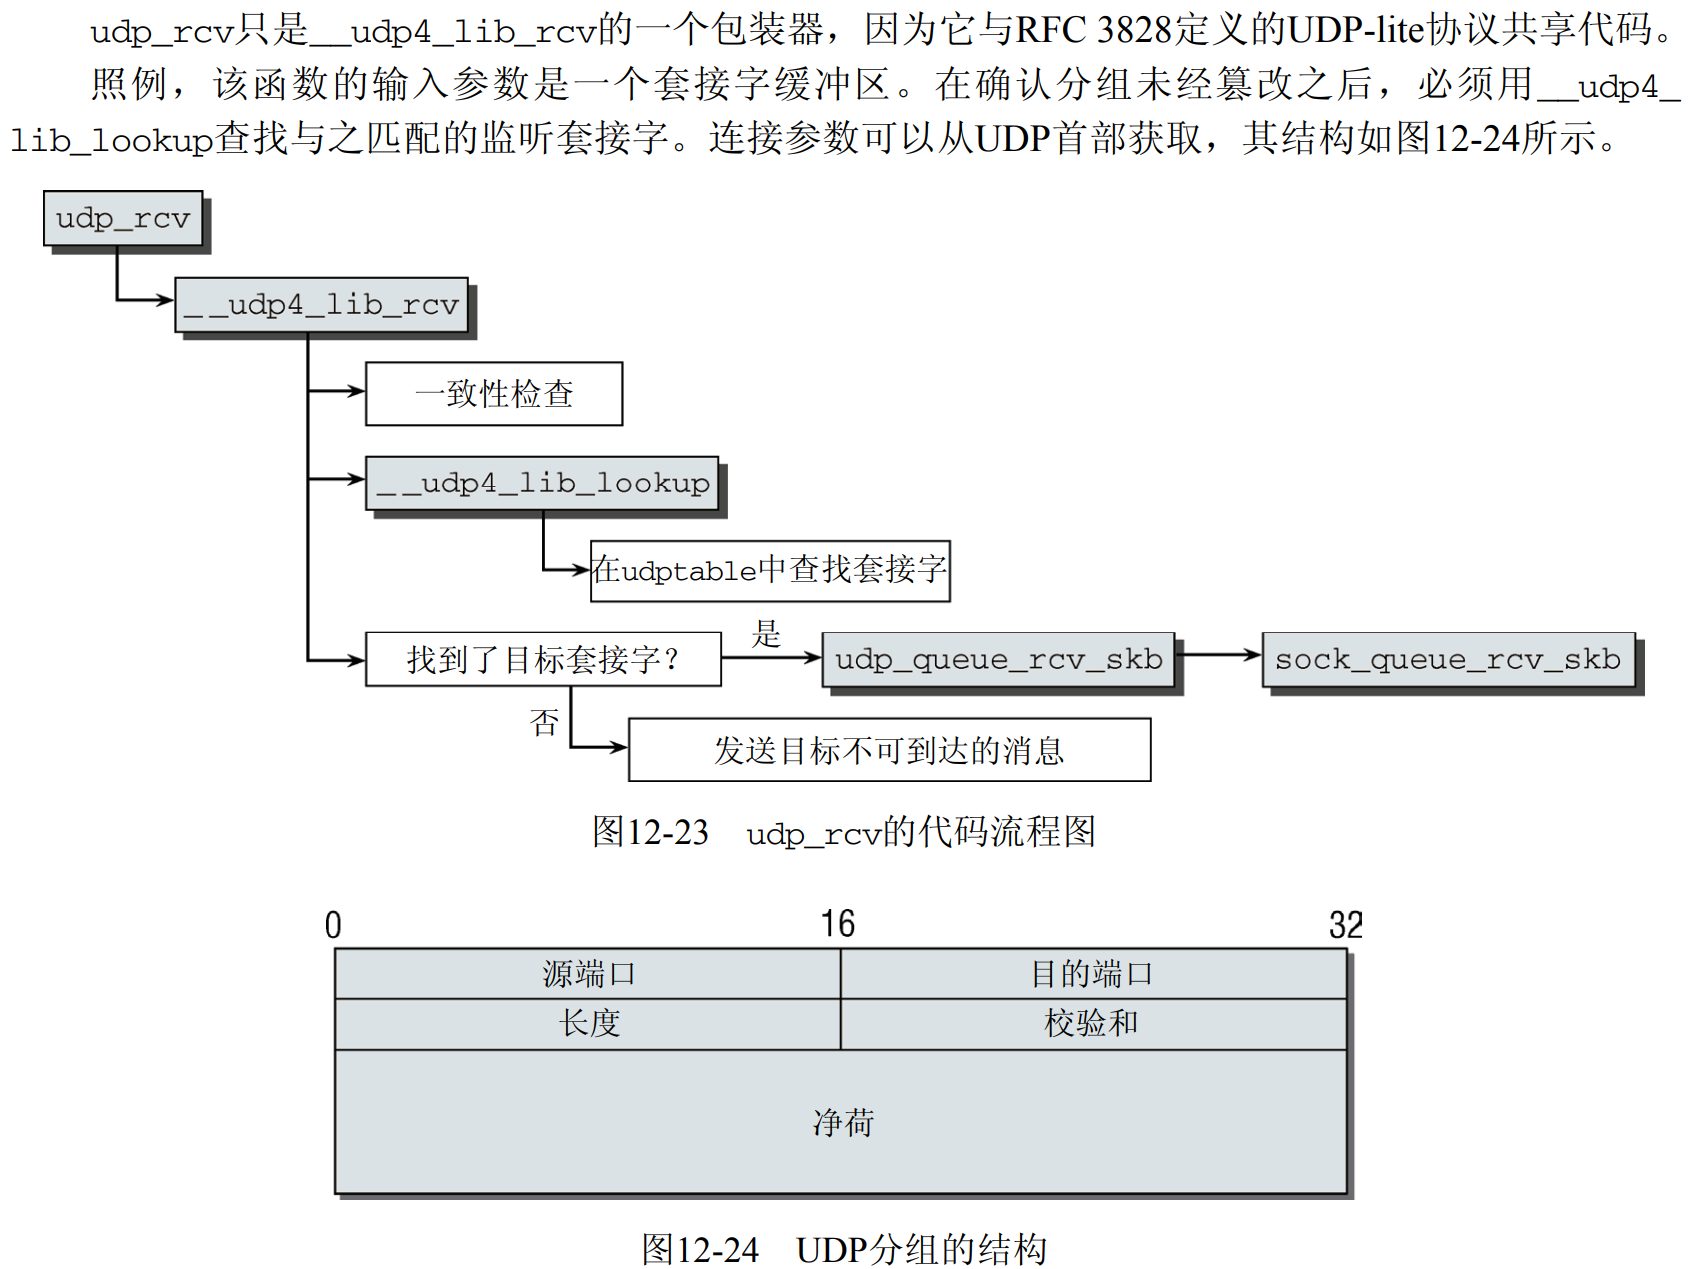 udp_rcv只是__udp4_lib_rcv的一个包装器，因为它与RFC 3828定义的UDP-lite协议共享代码。
照例，该函数的输入参数是一个套接字缓冲区。在确认分组未经篡改之后，必须用__udp4_
lib_lookup查找与之匹配的监听套接字。连接参数可以从UDP首部获取，其结构如图12-24所示。
udp_rcv
__udp4_lib_rcv
一致性检查
__udp4_lib_lookup
在udptable中查找套接字
找到了目标套接字？
是
udp_queue_rcv_skb
sock_queue_rcv_skb
否
发送目标不可到达的消息
图12-23 udp_rcv的代码流程图
0 16 32
源端口 目的端口
长度 校验和
净荷
图12-24 UDP分组的结构